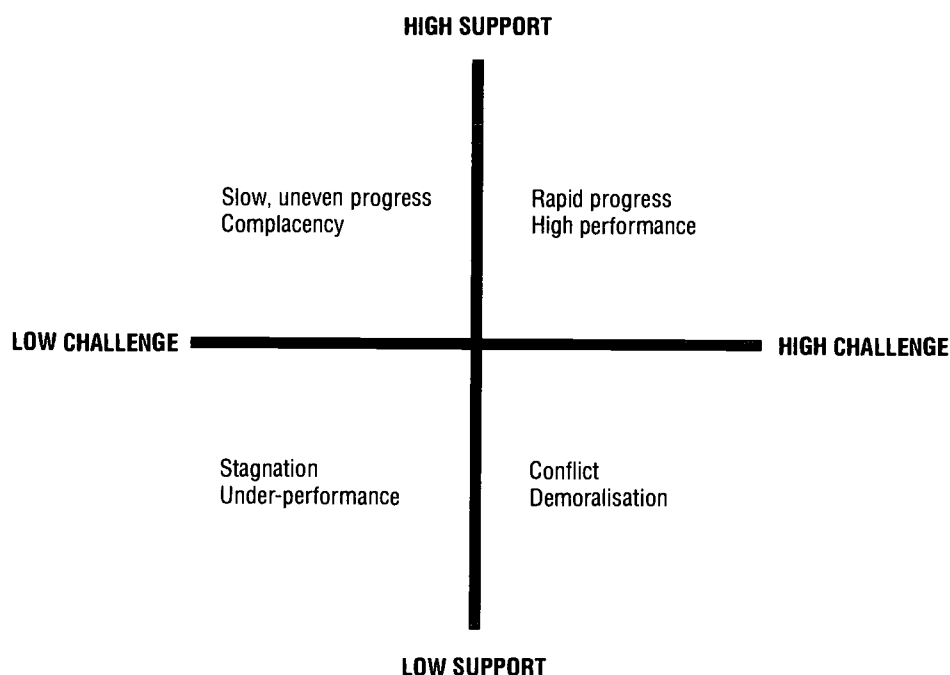 HIGH SUPPORT
Slow, uneven progress
Complacency
Rapid progress
High performance
LOW CHALLENGE
HIGH CHALLENGE
Stagnation
Under-performance
Conflict
Demoralisation
LOW SUPPORT